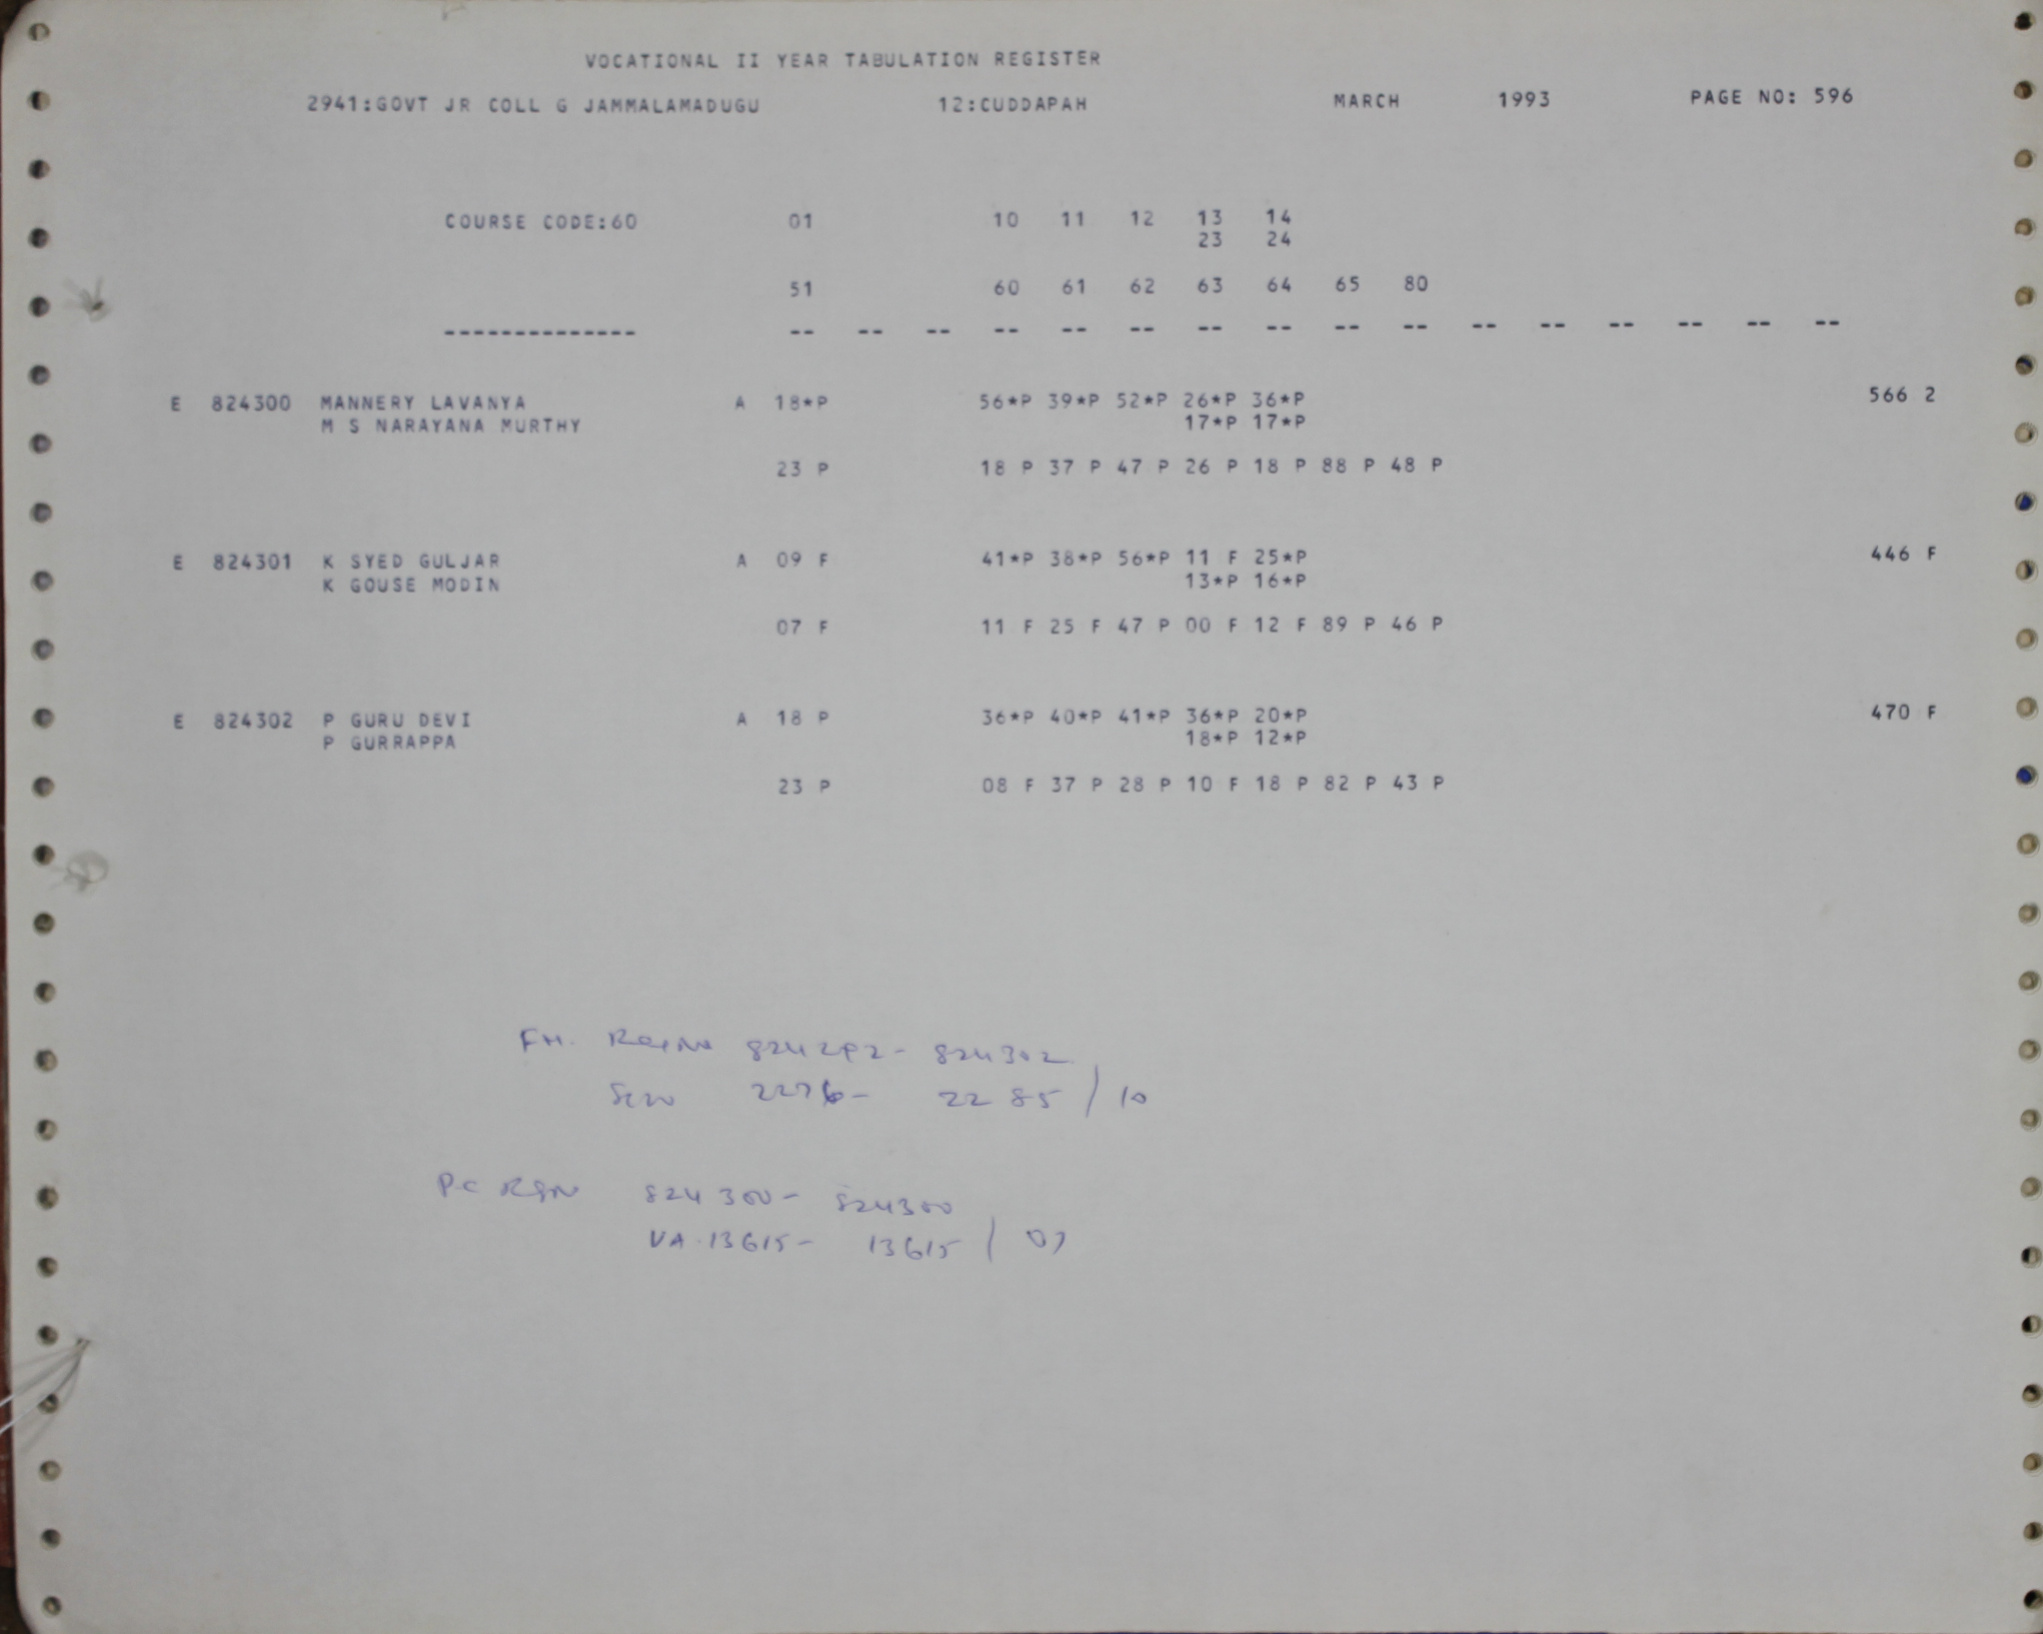 VOCATIONAL II YEAR TABULATION REGISTER
2941:GOVT JR COLL G JAMMALAMADUGU 12:CUDDAPAH MARCH 1993 PAGE NO: 596
COURSE CODE:60 01 10 11 12 13 14
23 24
51 60 61 62 63 64 65 80
-------------- -- -- -- -- -- -- -- -- -- -- -- -- -- -- -- --
E 824300 MANNERY LAVANYA A 18*P 56*P 39*P 52*P 26*P 36*P 566 2
M S NARAYANA MURTHY 17*P 17*P
23 P 18 P 37 P 47 P 26 P 18 P 88 P 48 P
E 824301 K SYED GULJAR A 09 F 41*P 38*P 56*P 11 F 25*P 446 F
K GOUSE MODIN 13*P 16*P
07 F 11 F 25 F 47 P 00 F 12 F 89 P 46 P
E 824302 P GURU DEVI A 18 P 36*P 40*P 41*P 36*P 20*P 470 F
P GURRAPPA 18*P 12*P
23 P 08 F 37 P 28 P 10 F 18 P 82 P 43 P
824292- 824302
2276- 2285 / 10
824300- 824300
VA.13615- 13615 /